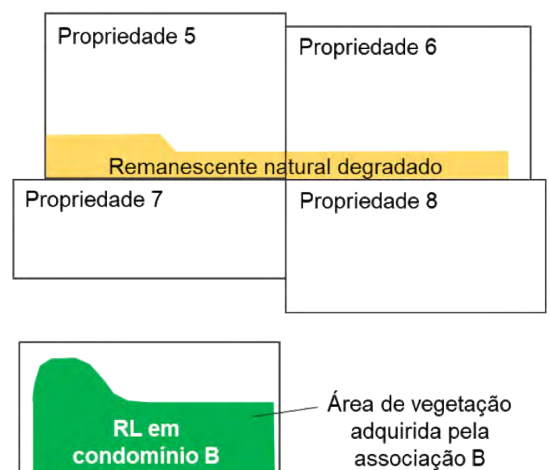 Propriedade 5
Propriedade 6
Remanescente natural degradado
Propriedade 7
Propriedade 8
RL em
condomínio B
Área de vegetação
adquirida pela
associação B